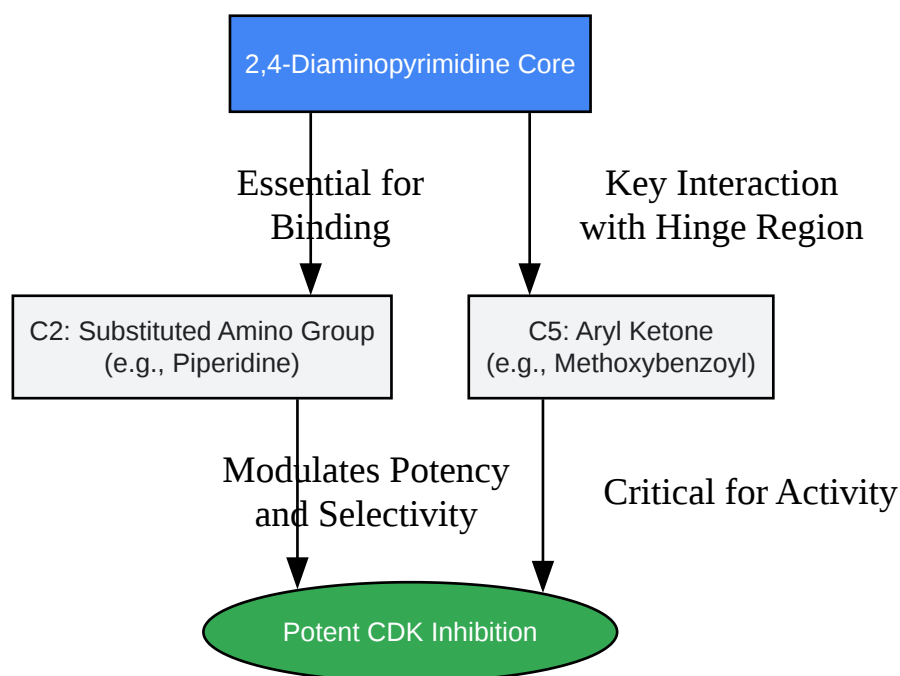 2,4-Diaminopyrimidine Core
Essential for
Binding
Key Interaction
with Hinge Region
C2: Substituted Amino Group
(e.g., Piperidine)
C5: Aryl Ketone
(e.g., Methoxybenzoyl)
Modulates Potency
and Selectivity
Critical for Activity
Potent CDK Inhibition